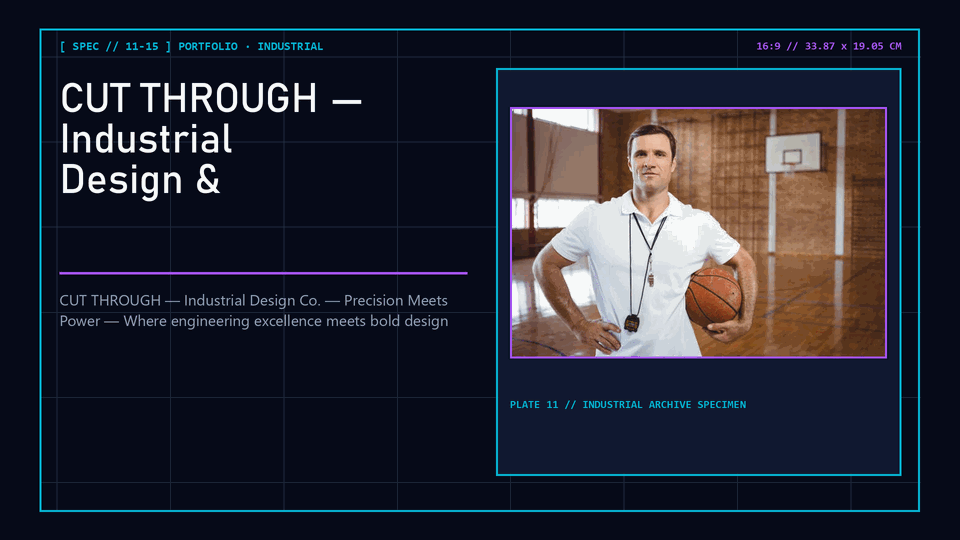 [ SPEC // 11-15 ] PORTFOLIO · INDUSTRIAL
16:9 // 33.87 x 19.05 CM
CUT THROUGH —
Industrial
Design &
CUT THROUGH — Industrial Design Co. — Precision Meets
Power — Where engineering excellence meets bold design
PLATE 11 // INDUSTRIAL ARCHIVE SPECIMEN